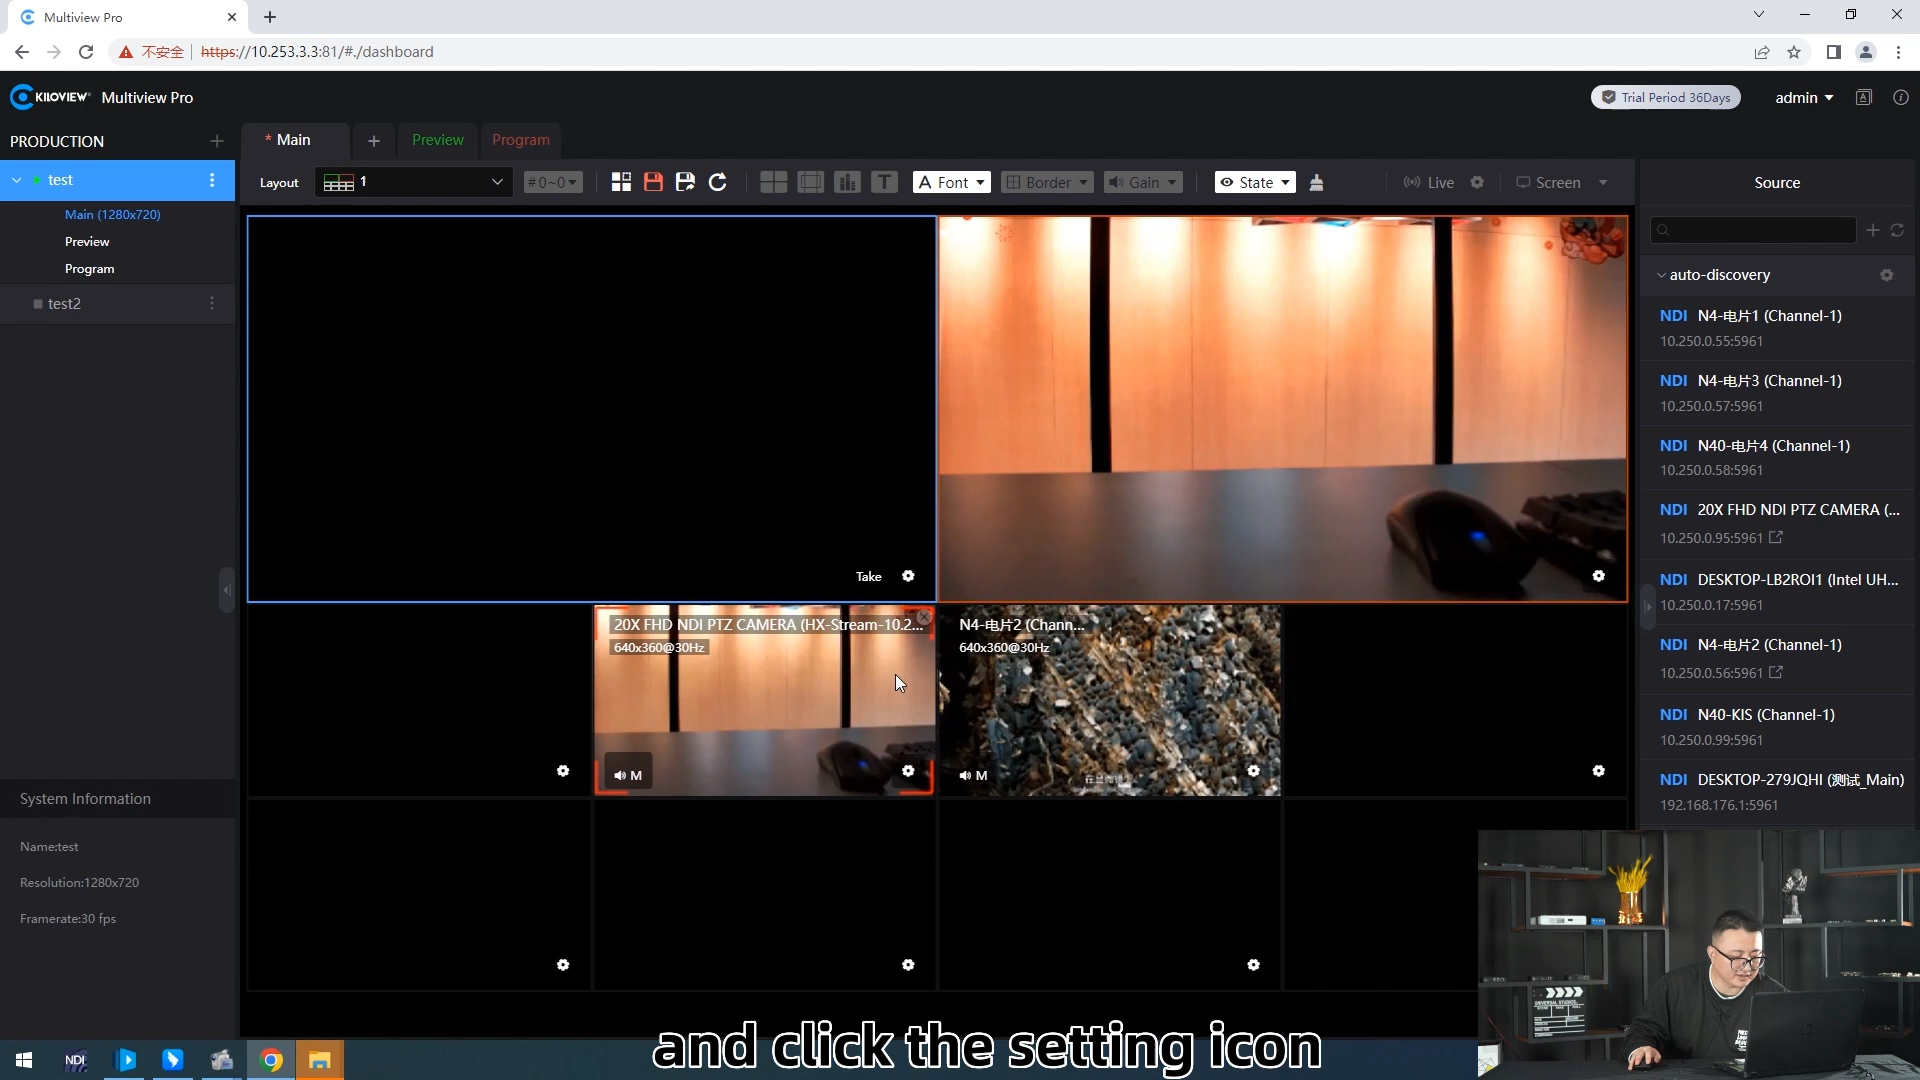 Multiview Pro
不安全
https://10.253.3.3:81/#./dashboard
KILOVIEW
Multiview Pro
Trial Period 36Days
admin
PRODUCTION
* Main
Preview
Program
test
Main (1280x720)
Preview
Program
test2
Layout
1
#0~0
T
A Font
Border
Gain
State
Live
Screen
Source
Take
20X FHD NDI PTZ CAMERA (HX-Stream-10.2...
640x360@30Hz
M
N4-电片2 (Chann...
640x360@30Hz
M
auto-discovery
NDI N4-电片1 (Channel-1)
10.250.0.55:5961
NDI N4-电片3 (Channel-1)
10.250.0.57:5961
NDI N40-电片4 (Channel-1)
10.250.0.58:5961
NDI 20X FHD NDI PTZ CAMERA (...
10.250.0.95:5961
NDI DESKTOP-LB2ROI1 (Intel UH...
10.250.0.17:5961
NDI N4-电片2 (Channel-1)
10.250.0.56:5961
NDI N40-KIS (Channel-1)
10.250.0.99:5961
NDI DESKTOP-279JQHI (测试_Main)
192.168.176.1:5961
System Information
Name:test
Resolution:1280x720
Framerate:30 fps
and click the setting icon
NDI